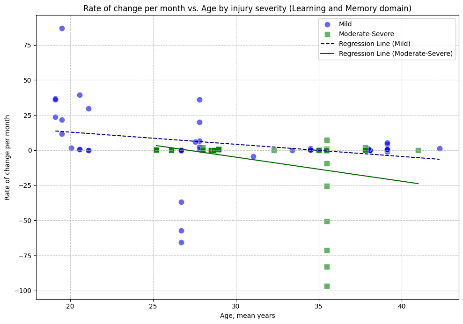 Rate of change per month vs. Age by injury severity (Learning and Memory domain)
Mild
Moderate-Severe
Regression Line (Mild)
Regression Line (Moderate-Severe)
75
50
25
0
−25
−50
−75
−100
Rate of change per month
20
25
30
35
40
Age, mean years